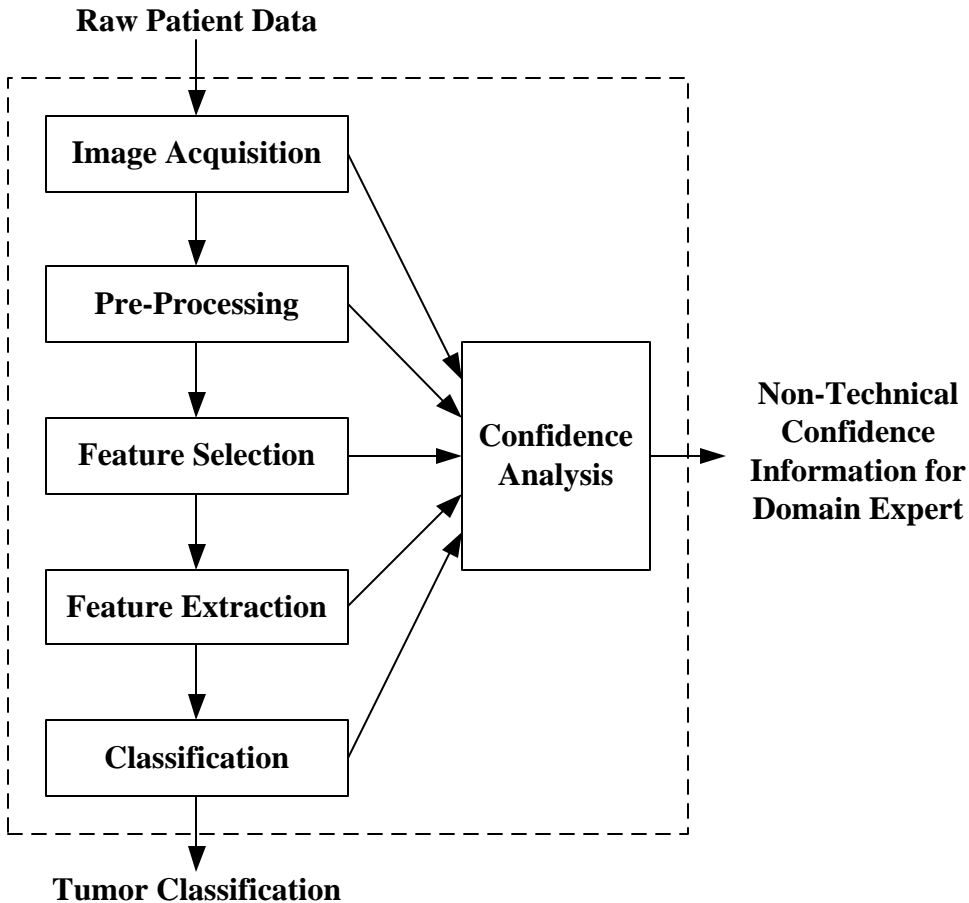 Raw Patient Data
Image Acquisition
Pre-Processing
Feature Selection
Feature Extraction
Classification
Tumor Classification
Confidence
Analysis
Non-Technical
Confidence
Information for
Domain Expert